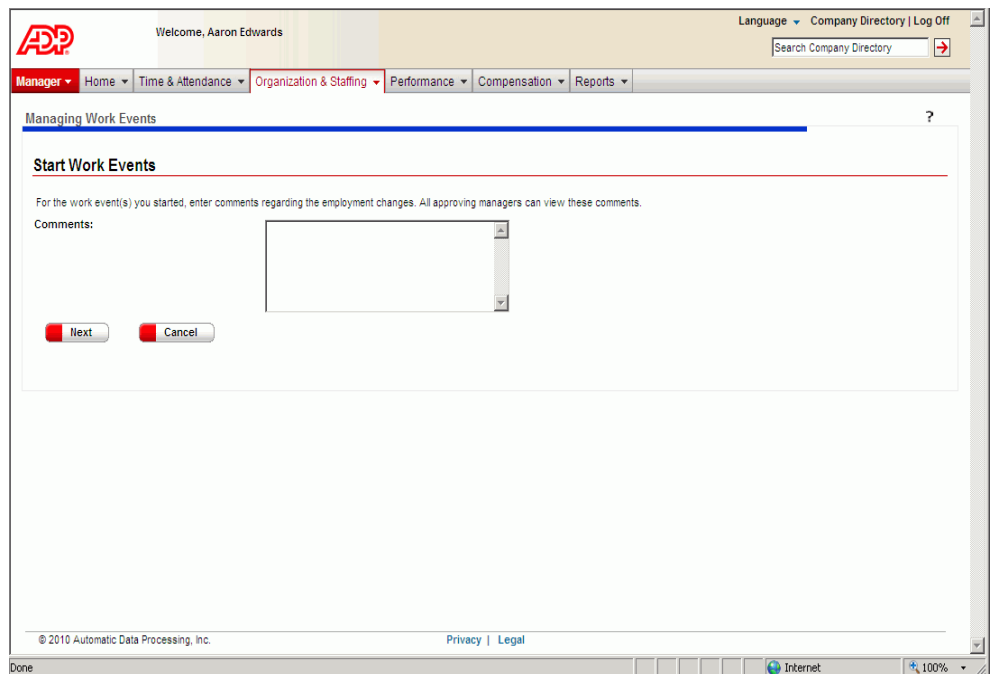 Language Company Directory | Log Off
ADP
Welcome, Aaron Edwards
Search Company Directory
Manager Home Time & Attendance Organization & Staffing Performance Compensation Reports
Managing Work Events ?
Start Work Events
For the work event(s) you started, enter comments regarding the employment changes. All approving managers can view these comments.
Comments:
Next Cancel
© 2010 Automatic Data Processing, Inc. Privacy | Legal
Done Internet 100%